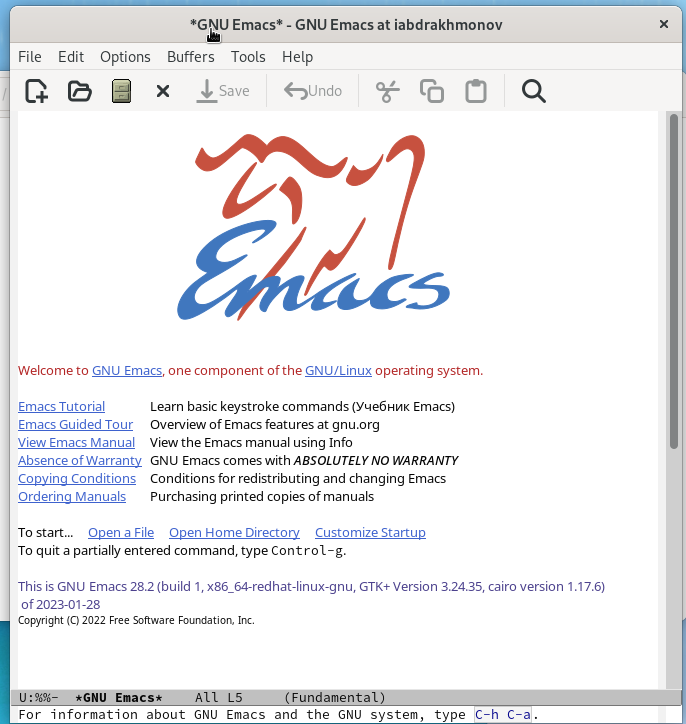 *GNU Emacs* - GNU Emacs at iabdrakhmonov
File Edit Options Buffers Tools Help
Save Undo
Emacs
Welcome to GNU Emacs, one component of the GNU/Linux operating system.
Emacs Tutorial Learn basic keystroke commands (Учебник Emacs)
Emacs Guided Tour Overview of Emacs features at gnu.org
View Emacs Manual View the Emacs manual using Info
Absence of Warranty GNU Emacs comes with ABSOLUTELY NO WARRANTY
Copying Conditions Conditions for redistributing and changing Emacs
Ordering Manuals Purchasing printed copies of manuals
To start... Open a File Open Home Directory Customize Startup
To quit a partially entered command, type Control-g.
This is GNU Emacs 28.2 (build 1, x86_64-redhat-linux-gnu, GTK+ Version 3.24.35, cairo version 1.17.6)
of 2023-01-28
Copyright (C) 2022 Free Software Foundation, Inc.
U:%%- *GNU Emacs* All L5 (Fundamental)
For information about GNU Emacs and the GNU system, type C-h C-a.